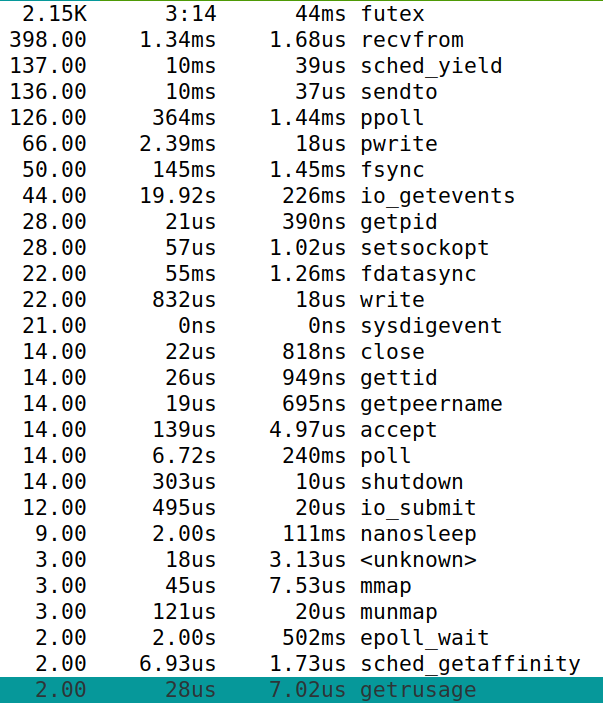 2.15K 3:14 44ms futex
398.00 1.34ms 1.68us recvfrom
137.00 10ms 39us sched_yield
136.00 10ms 37us sendto
126.00 364ms 1.44ms ppoll
66.00 2.39ms 18us pwrite
50.00 145ms 1.45ms fsync
44.00 19.92s 226ms io_getevents
28.00 21us 390ns getpid
28.00 57us 1.02us setsockopt
22.00 55ms 1.26ms fdatasync
22.00 832us 18us write
21.00 0ns 0ns sysdigevent
14.00 22us 818ns close
14.00 26us 949ns gettid
14.00 19us 695ns getpeername
14.00 139us 4.97us accept
14.00 6.72s 240ms poll
14.00 303us 10us shutdown
12.00 495us 20us io_submit
9.00 2.00s 111ms nanosleep
3.00 18us 3.13us <unknown>
3.00 45us 7.53us mmap
3.00 121us 20us munmap
2.00 2.00s 502ms epoll_wait
2.00 6.93us 1.73us sched_getaffinity
2.00 28us 7.02us getrusage